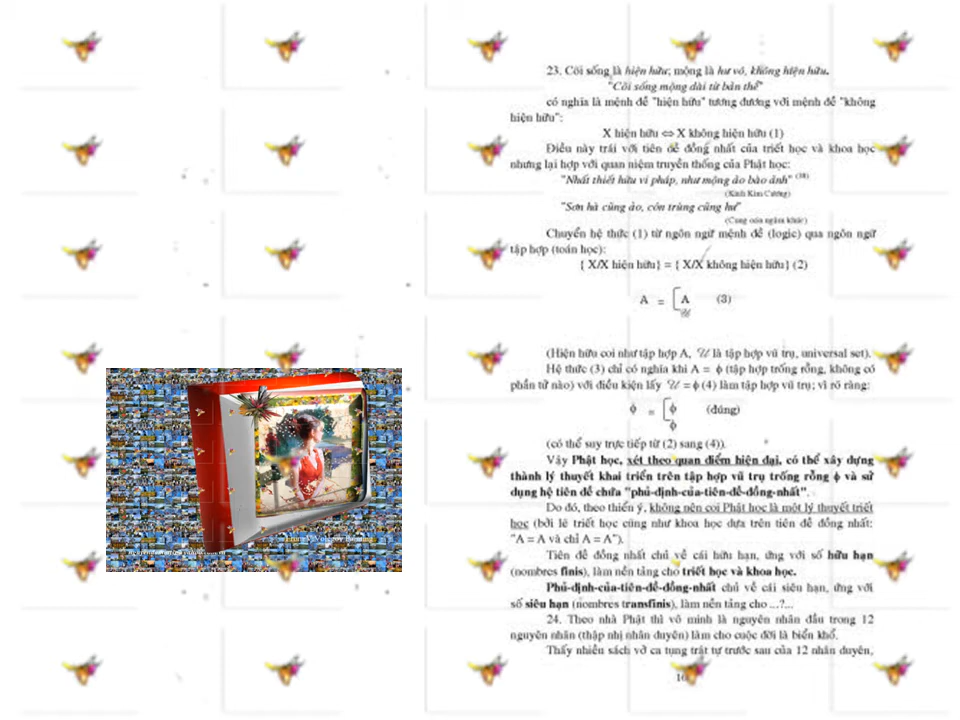 23. Cõi sống là hiện hữu; mộng là hư vô, không hiện hữu.
"Cõi sống mộng dài từ bản thể"
có nghĩa là mệnh đề "hiện hữu" tương đương với mệnh đề "không
hiện hữu":
X hiện hữu ⇔ X không hiện hữu (1)
Điều này trái với tiên đề đồng nhất của triết học và khoa học
nhưng lại hợp với quan niệm truyền thống của Phật học:
"Nhất thiết hữu vi pháp, như mộng ảo bào ảnh" (38)
(Kinh Kim Cương)
"Sơn hà cũng ảo, côn trùng cũng hư"
(Cung oán ngâm khúc)
Chuyển hệ thức (1) từ ngôn ngữ mệnh đề (logic) qua ngôn ngữ
tập hợp (toán học):
{ X/X hiện hữu} = { X/X không hiện hữu} (2)
A = [ A (3)
U
(Hiện hữu coi như tập hợp A, U là tập hợp vũ trụ, universal set).
Hệ thức (3) chỉ có nghĩa khi A = ϕ (tập hợp trống rỗng, không có
phần tử nào) với điều kiện lấy U = ϕ (4) làm tập hợp vũ trụ; vì rõ ràng:
ϕ = [ ϕ (đúng)
ϕ
(có thể suy trực tiếp từ (2) sang (4)).
Vậy Phật học, xét theo quan điểm hiện đại, có thể xây dựng
thành lý thuyết khai triển trên tập hợp vũ trụ trống rỗng ϕ và sử
dụng hệ tiên đề chứa "phủ-định-của-tiên-đề-đồng-nhất".
Do đó, theo thiển ý, không nên coi Phật học là một lý thuyết triết
học (bởi lẽ triết học cũng như khoa học dựa trên tiên đề đồng nhất:
"A = A và chỉ A = A").
Tiên đề đồng nhất chủ về cái hữu hạn, ứng với số hữu hạn
(nombres finis), làm nền tảng cho triết học và khoa học.
Phủ-định-của-tiên-đề-đồng-nhất chủ về cái siêu hạn, ứng với
số siêu hạn (nombres transfinis), làm nền tảng cho ...?...
24. Theo nhà Phật thì vô minh là nguyên nhân đầu trong 12
nguyên nhân (thập nhị nhân duyên) làm cho cuộc đời là biển khổ.
Thấy nhiều sách vở ca tụng trật tự trước sau của 12 nhân duyên,